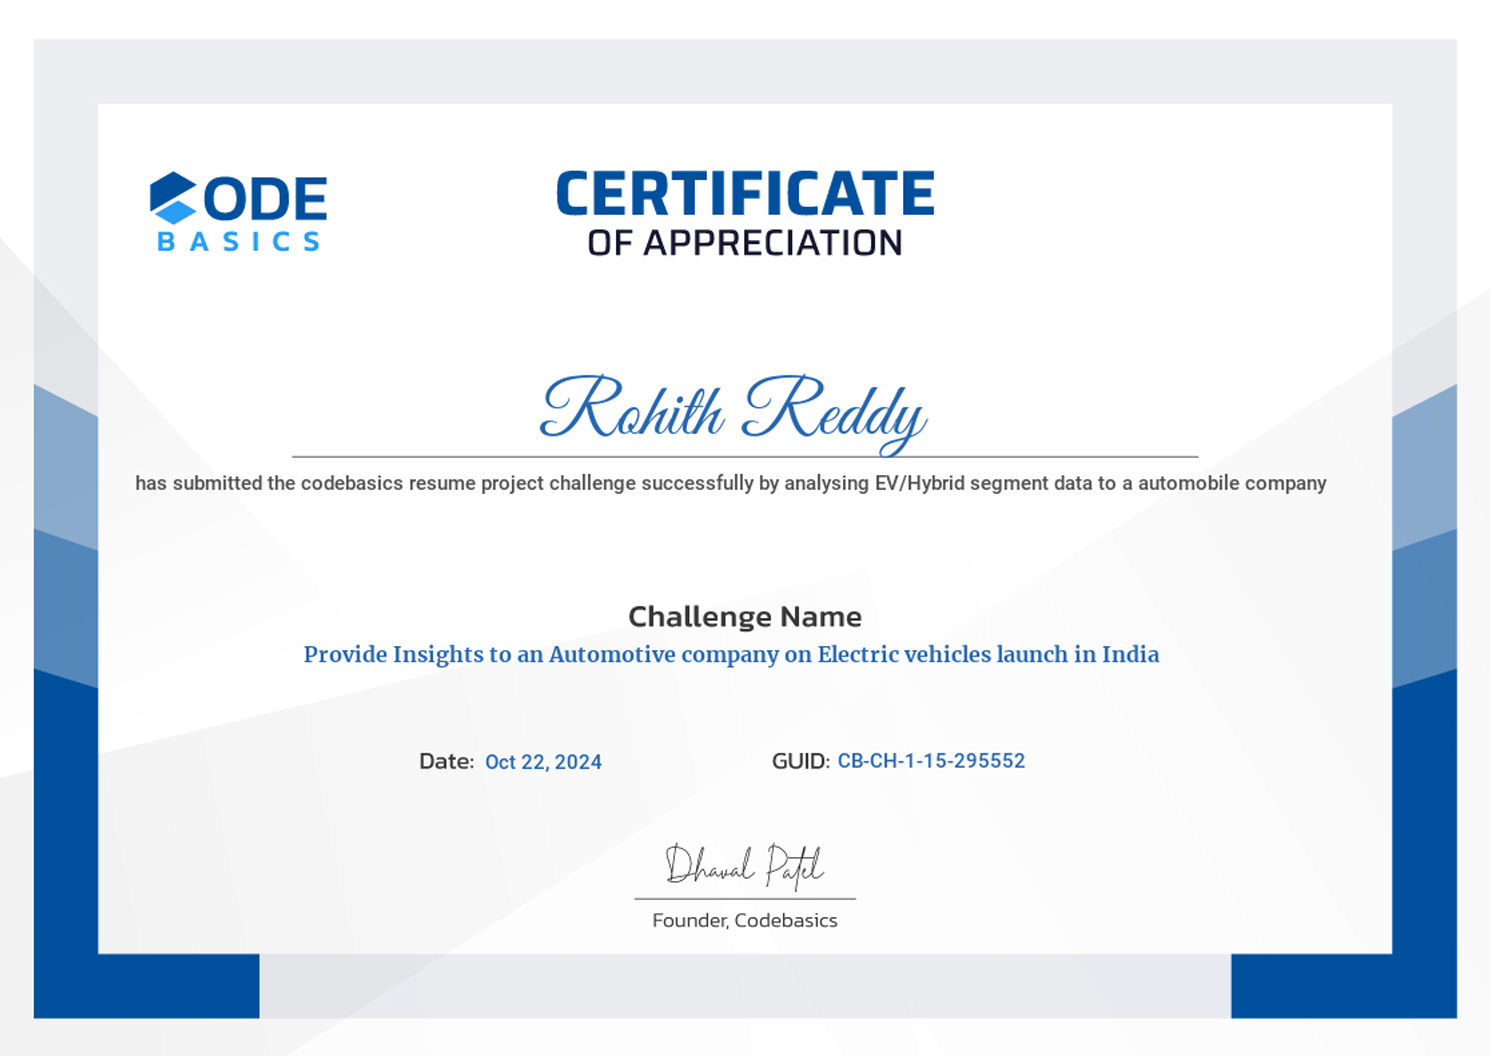 CODE
BASICS
CERTIFICATE
OF APPRECIATION
Rohith Reddy
has submitted the codebasics resume project challenge successfully by analysing EV/Hybrid segment data to a automobile company
Challenge Name
Provide Insights to an Automotive company on Electric vehicles launch in India
Date: Oct 22, 2024
GUID: CB-CH-1-15-295552
Dhaval Patel
Founder, Codebasics